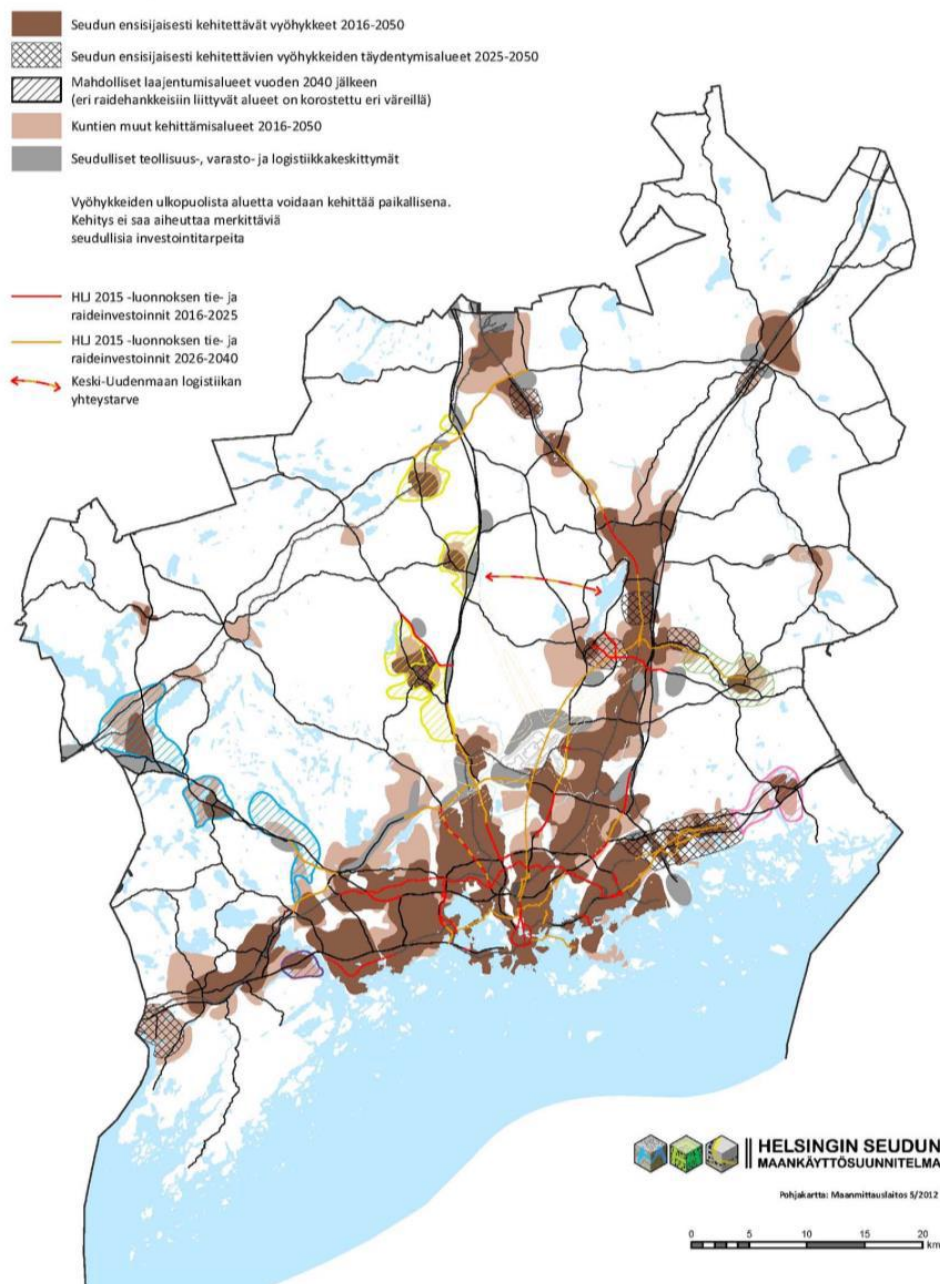 Seudun ensisijaisesti kehitettävät vyöhykkeet 2016-2050
Seudun ensisijaisesti kehitettävien vyöhykkeiden täydentymisalueet 2025-2050
Mahdolliset laajentumisalueet vuoden 2040 jälkeen
(eri raidehankkeisiin liittyvät alueet on korostettu eri väreillä)
Kuntien muut kehittämisalueet 2016-2050
Seudulliset teollisuus-, varasto- ja logistiikkakeskittymät
Vyöhykkeiden ulkopuolista aluetta voidaan kehittää paikallisena.
Kehitys ei saa aiheuttaa merkittäviä
seudullisia investointitarpeita
HLJ 2015 -luonnoksen tie- ja
raideinvestoinnit 2016-2025
HLJ 2015 -luonnoksen tie- ja
raideinvestoinnit 2026-2040
Keski-Uudenmaan logistiikan
yhteystarve
HELSINGIN SEUDUN
MAANKÄYTTÖSUUNNITELMA
Pohjakartta: Maanmittauslaitos 5/2012
0 5 10 15 20
km